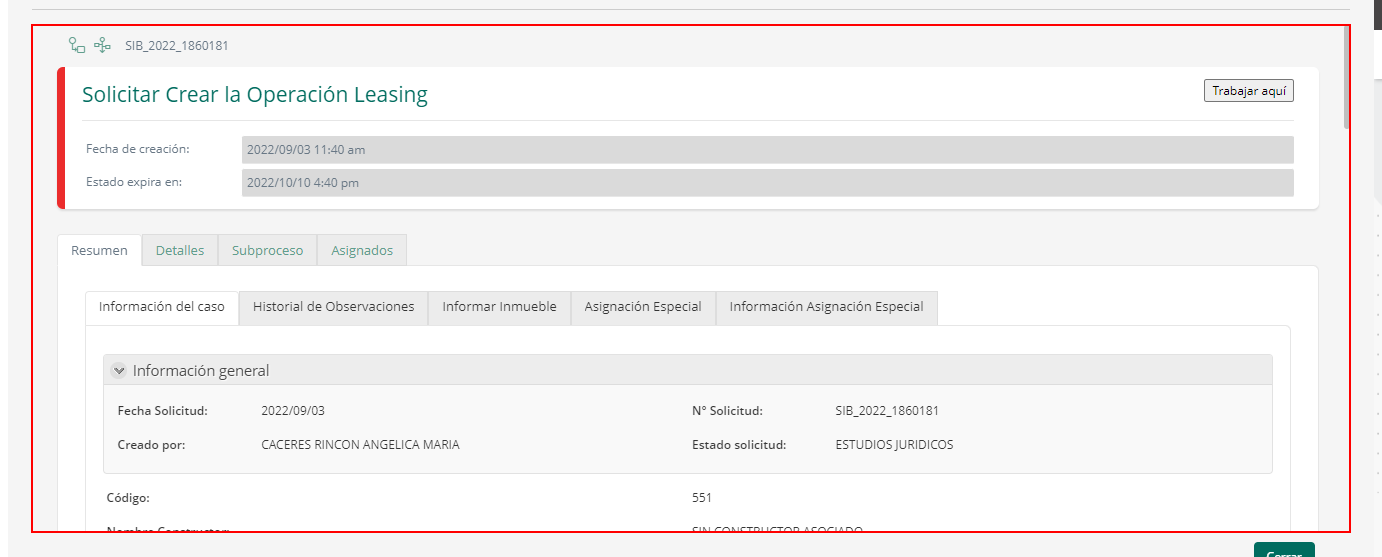 SIB_2022_1860181
Solicitar Crear la Operación Leasing
Trabajar aquí
Fecha de creación: 2022/09/03 11:40 am
Estado expira en: 2022/10/10 4:40 pm
Resumen Detalles Subproceso Asignados
Información del caso Historial de Observaciones Informar Inmueble Asignación Especial Información Asignación Especial
Información general
Fecha Solicitud: 2022/09/03 N° Solicitud: SIB_2022_1860181
Creado por: CACERES RINCON ANGELICA MARIA Estado solicitud: ESTUDIOS JURIDICOS
Código: 551
Nombre Constructor: SIN CONSTRUCTOR ASOCIADO
Cerrar